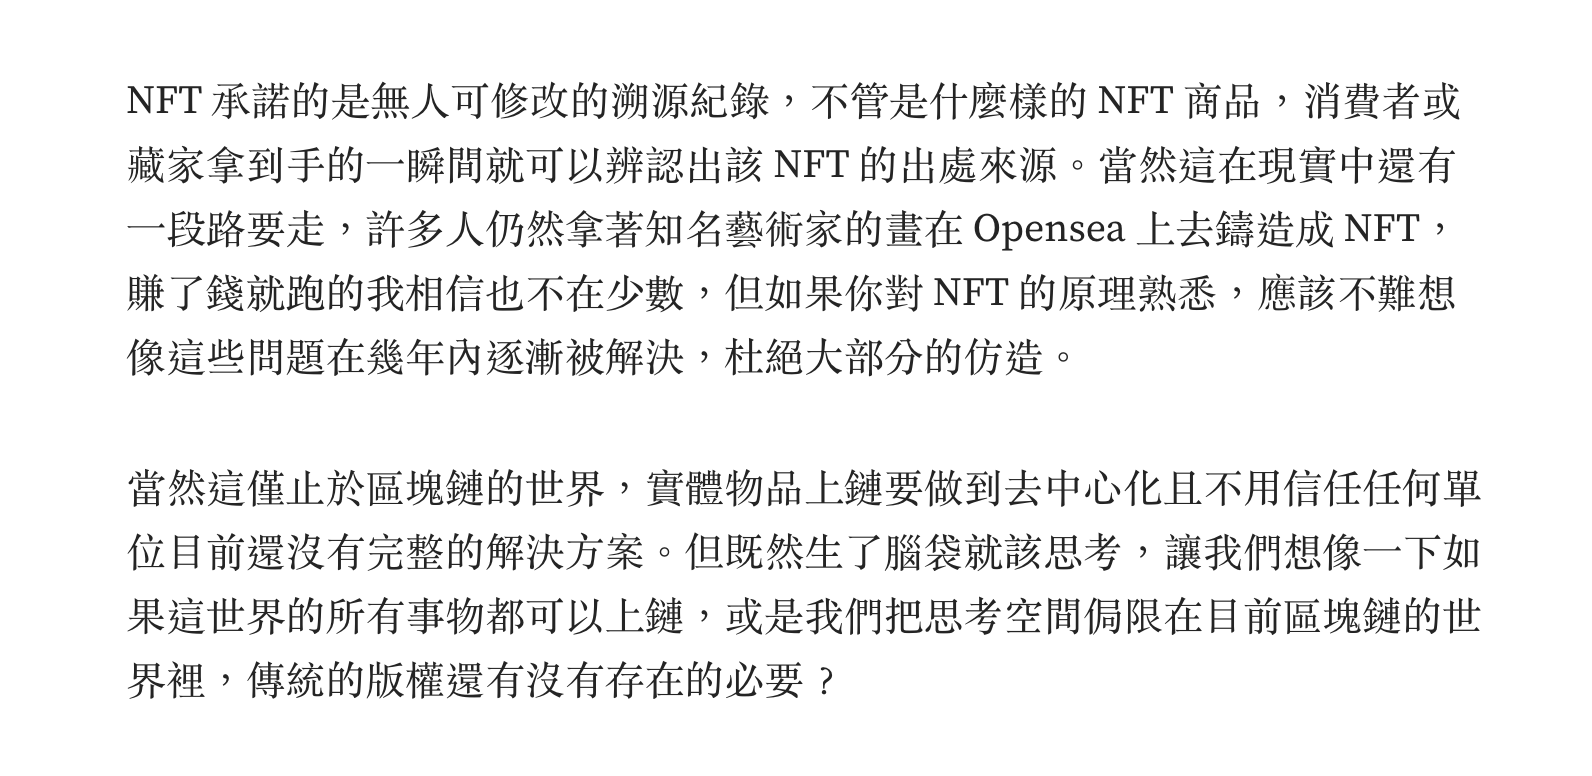 NFT 承諾的是無人可修改的溯源紀錄，不管是什麼樣的 NFT 商品，消費者或
藏家拿到手的一瞬間就可以辨認出該 NFT 的出處來源。當然這在現實中還有
一段路要走，許多人仍然拿著知名藝術家的畫在 Opensea 上去鑄造成 NFT，
賺了錢就跑的我相信也不在少數，但如果你對 NFT 的原理熟悉，應該不難想
像這些問題在幾年內逐漸被解決，杜絕大部分的仿造。
當然這僅止於區塊鏈的世界，實體物品上鏈要做到去中心化且不用信任任何單
位目前還沒有完整的解決方案。但既然生了腦袋就該思考，讓我們想像一下如
果這世界的所有事物都可以上鏈，或是我們把思考空間侷限在目前區塊鏈的世
界裡，傳統的版權還有沒有存在的必要？